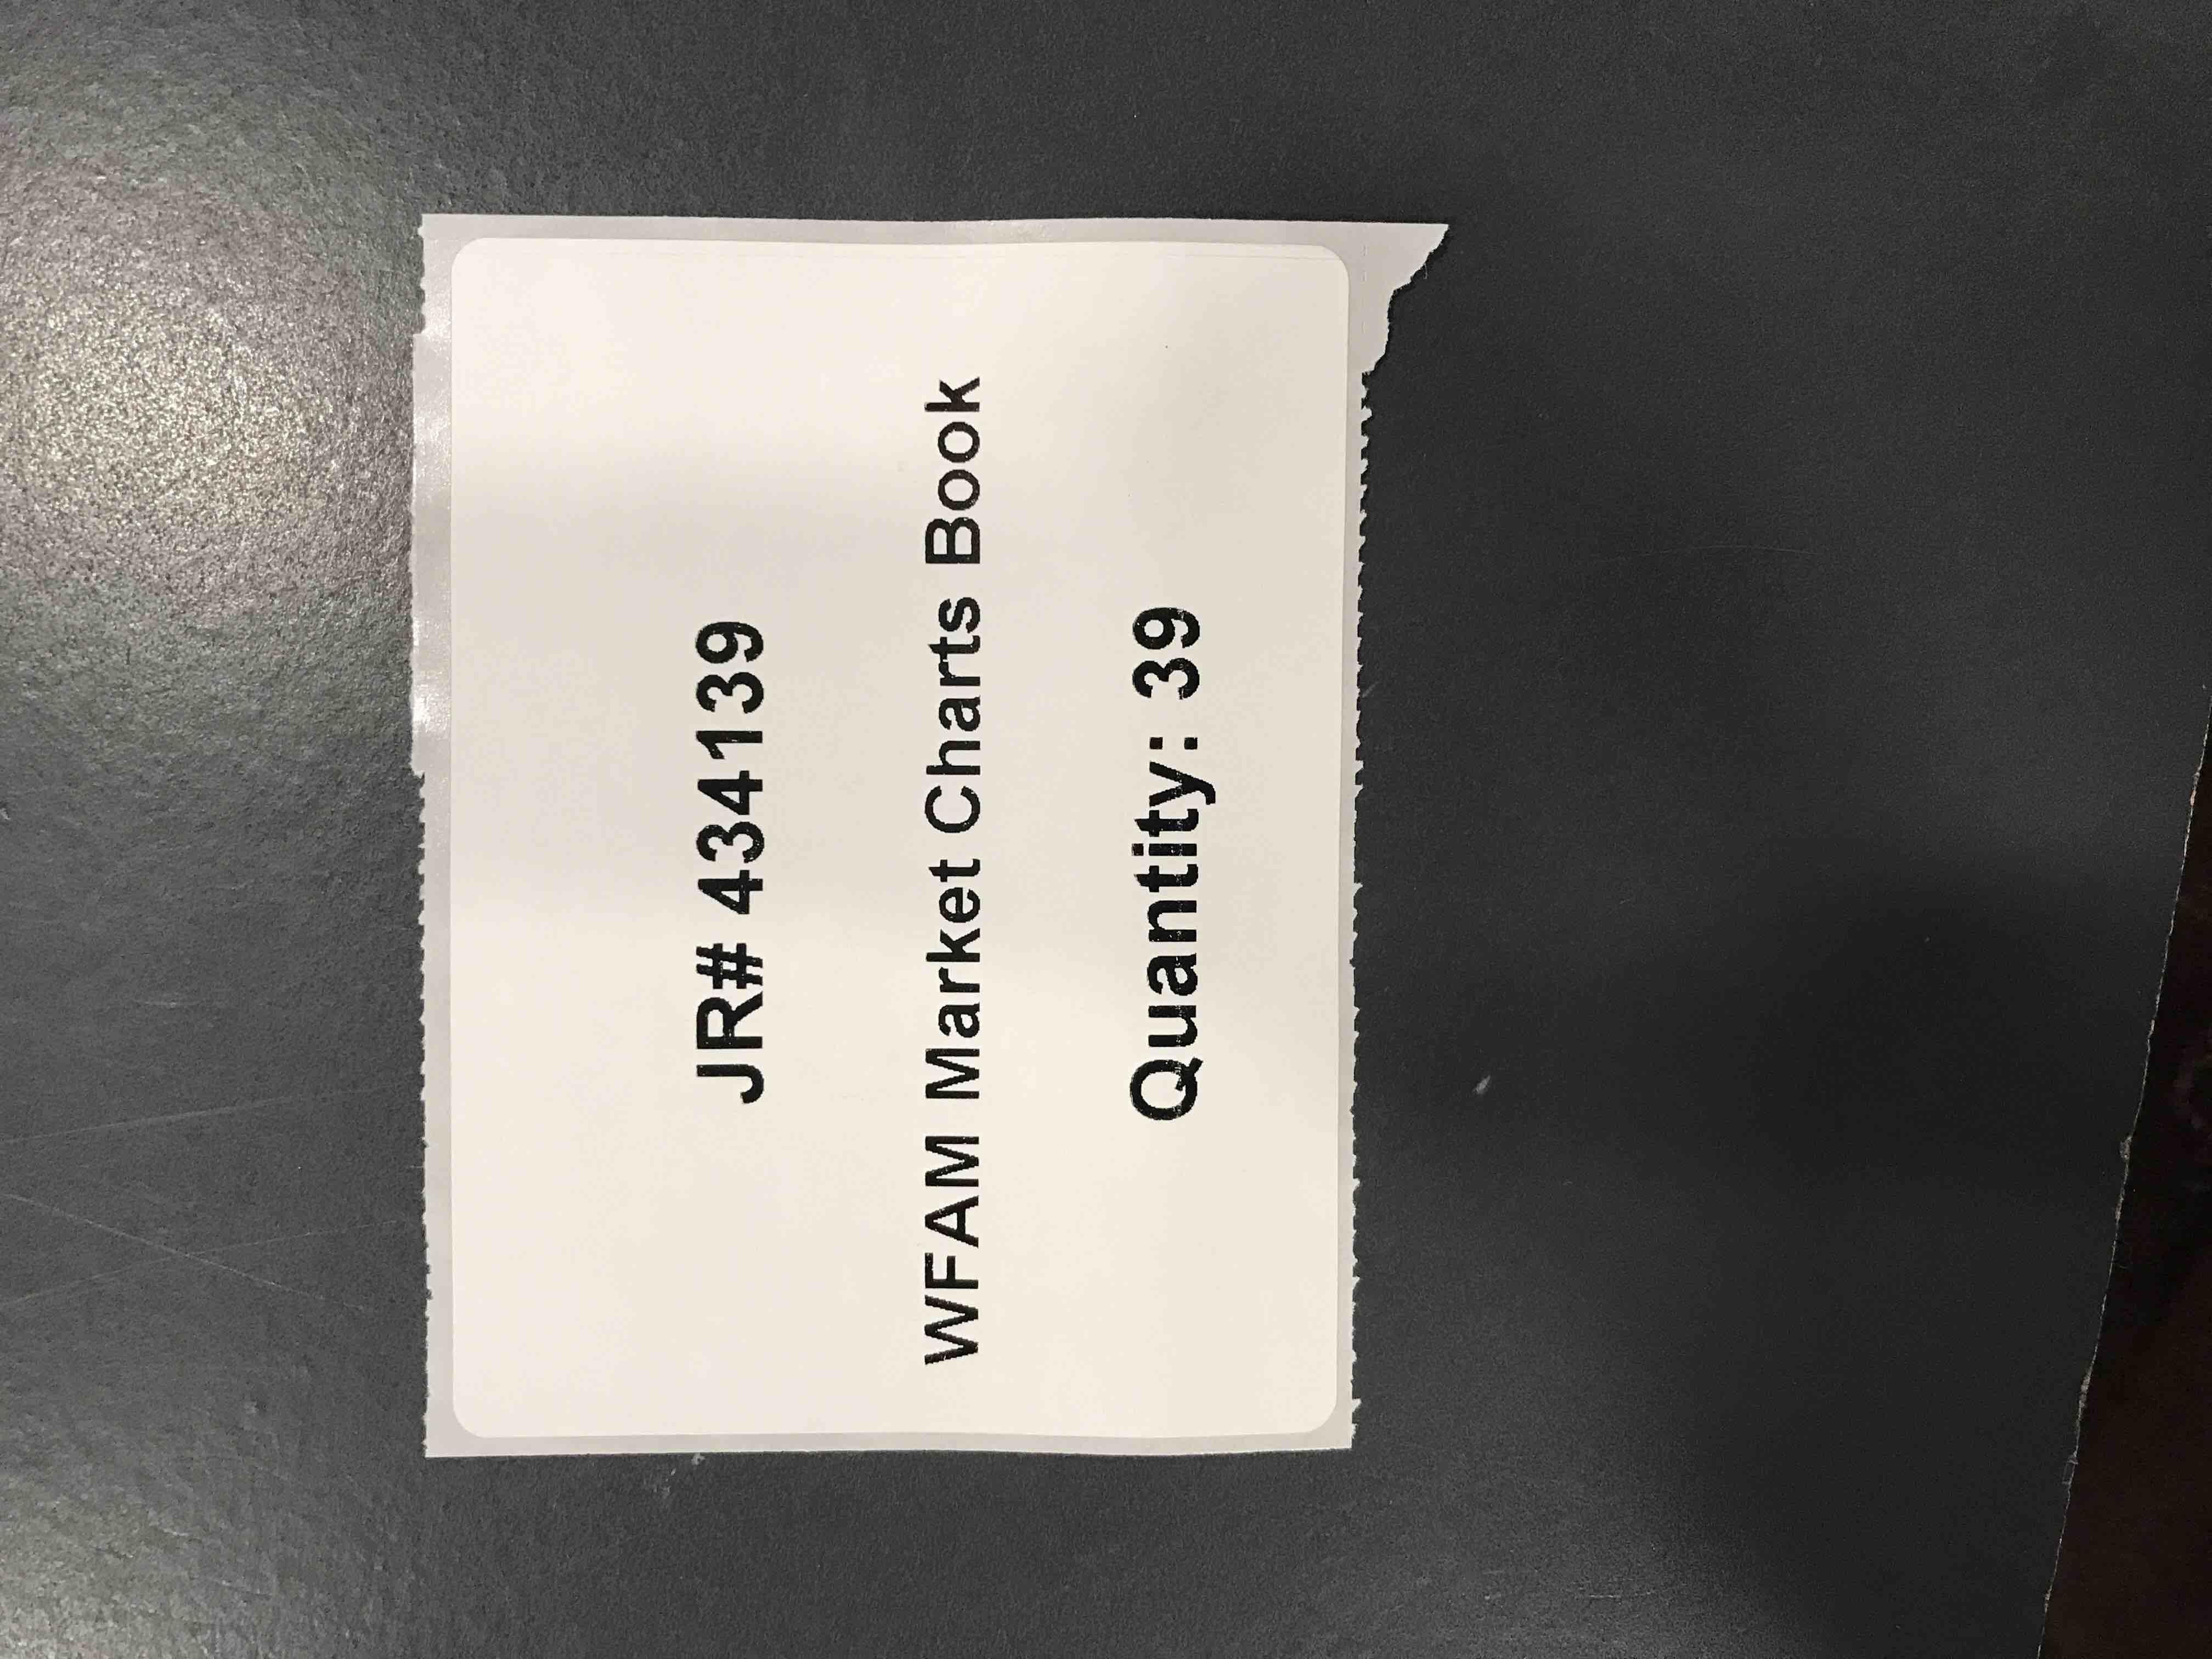 JR# 434139
WFAM Market Charts Book
Quantity: 39